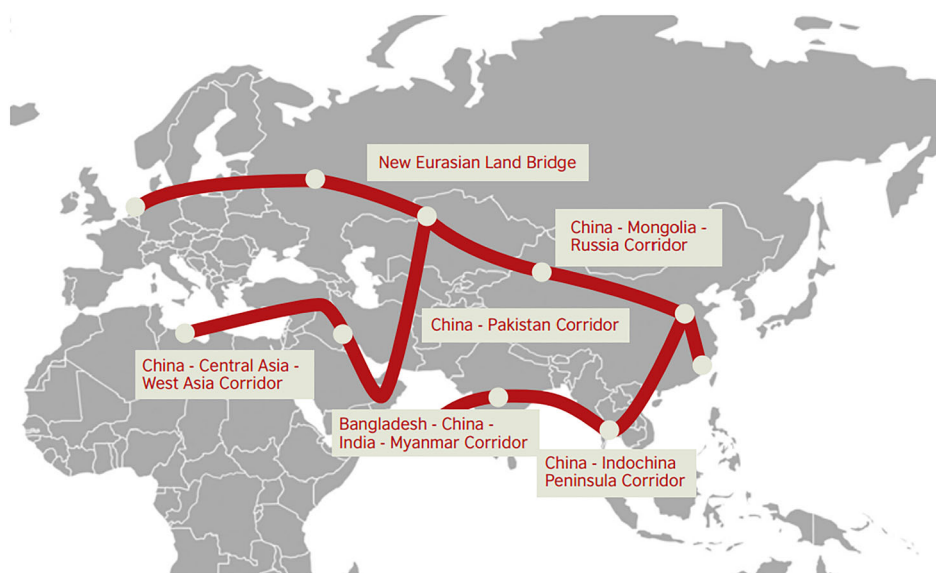 New Eurasian Land Bridge
China - Mongolia -
Russia Corridor
China - Pakistan Corridor
China - Central Asia -
West Asia Corridor
Bangladesh - China -
India - Myanmar Corridor
China - Indochina
Peninsula Corridor